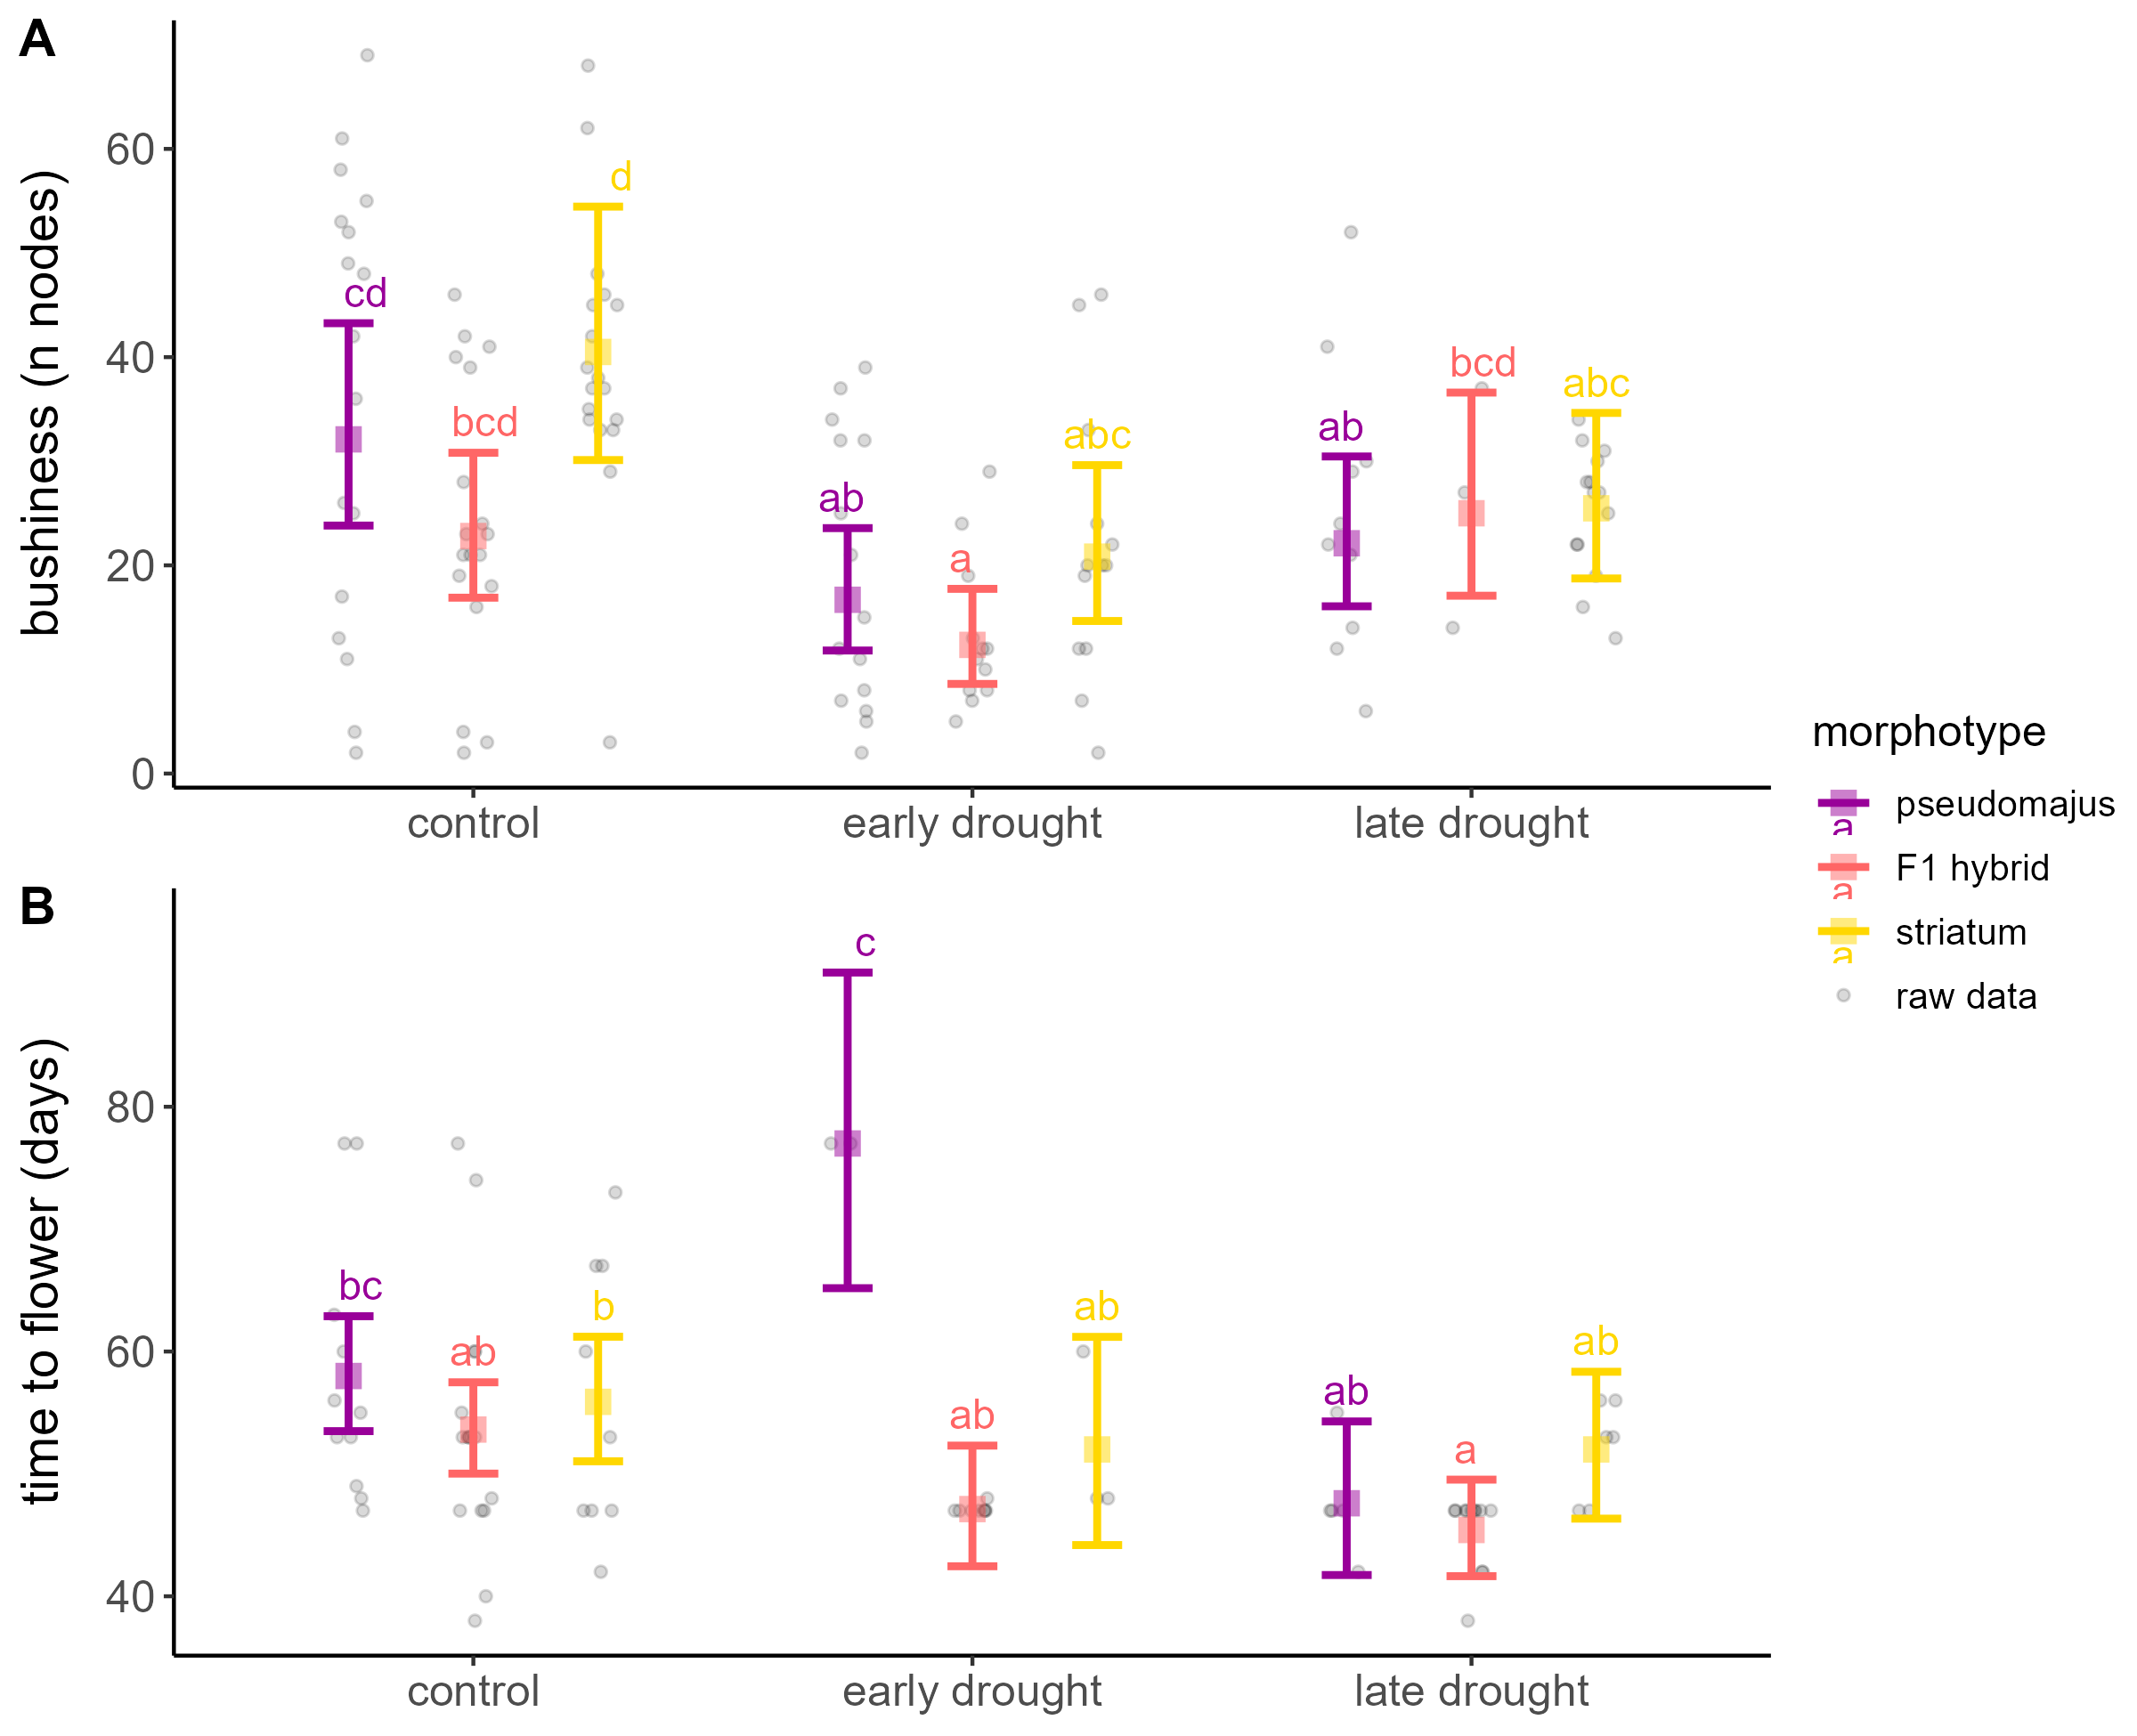 A
bushiness (n nodes)
60
40
20
0
cd
bcd
d
ab
a
abc
ab
bcd
abc
control
early drought
late drought
morphotype
a pseudomajus
a F1 hybrid
a striatum
raw data
B
time to flower (days)
80
60
40
bc
ab
b
c
ab
ab
ab
a
ab
control
early drought
late drought